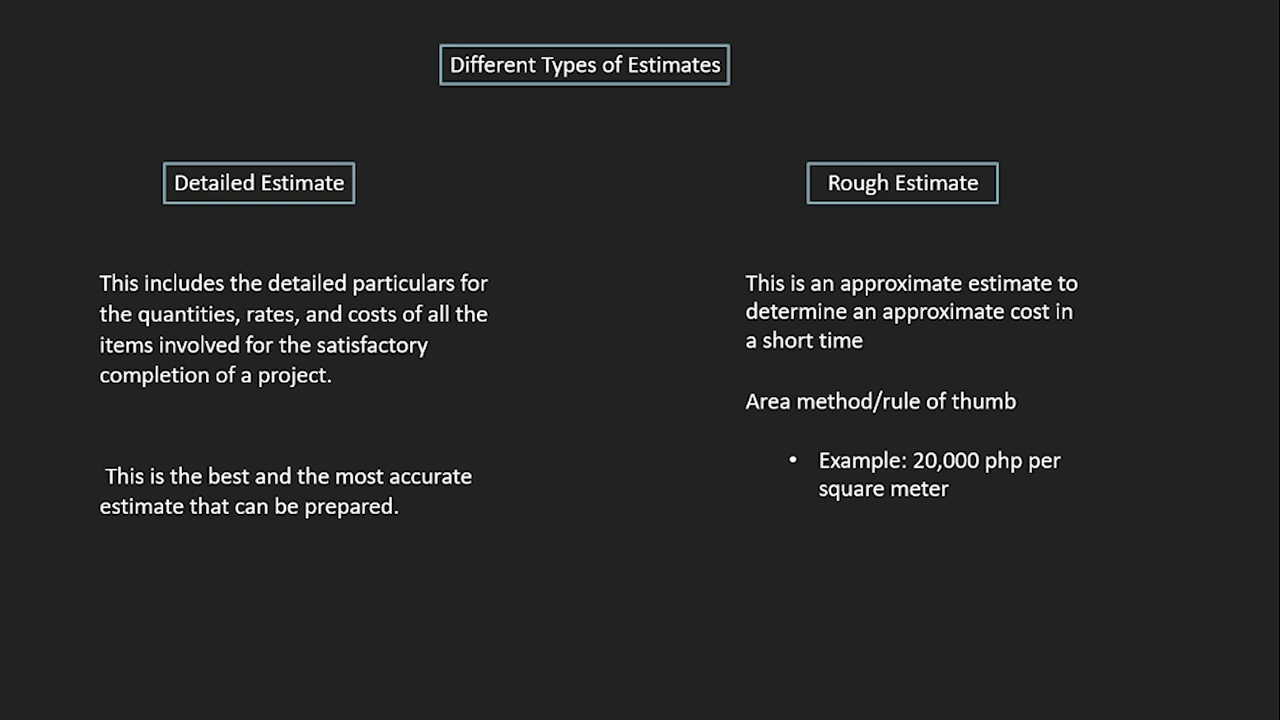 Different Types of Estimates
Detailed Estimate
This includes the detailed particulars for
the quantities, rates, and costs of all the
items involved for the satisfactory
completion of a project.
This is the best and the most accurate
estimate that can be prepared.
Rough Estimate
This is an approximate estimate to
determine an approximate cost in
a short time
Area method/rule of thumb
• Example: 20,000 php per
square meter